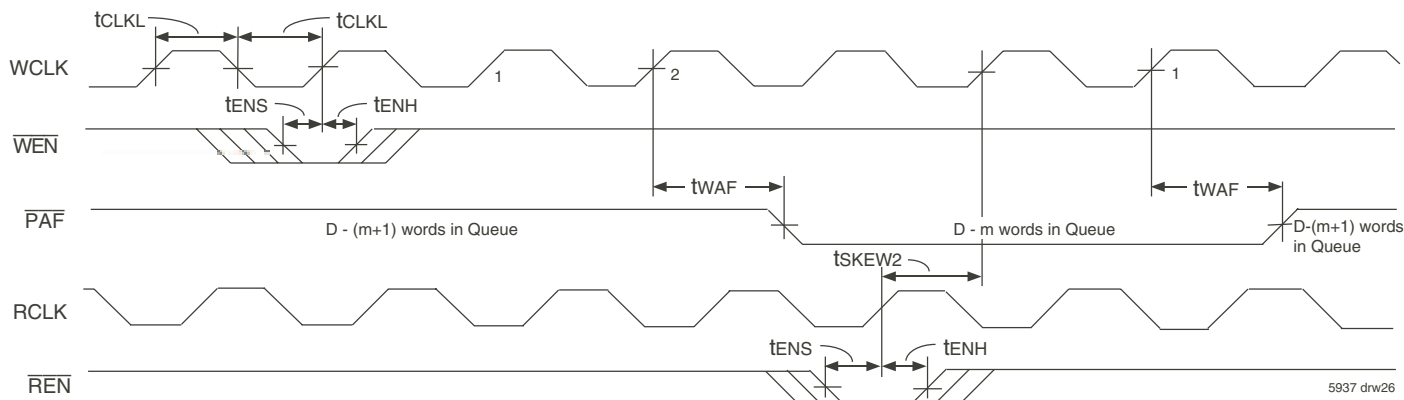 tCLKL tCLKL
WCLK 1 2 1
tENS tENH
WEN
tWAF tWAF
PAF D - (m+1) words in Queue D - m words in Queue D-(m+1) words
in Queue
tSKEW2
RCLK
tENS tENH
REN
5937 drw26